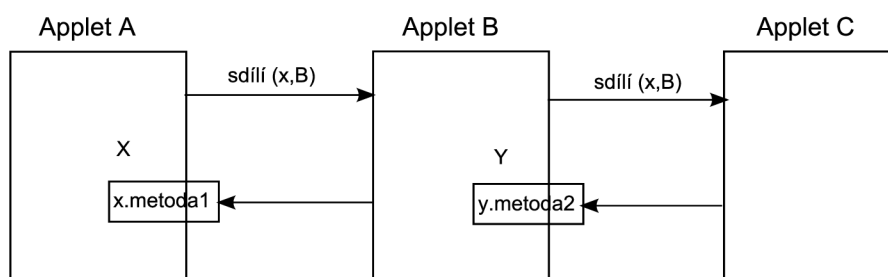 Applet A
Applet B
Applet C
sdílí (x,B)
sdílí (x,B)
X
Y
x.metoda1
y.metoda2